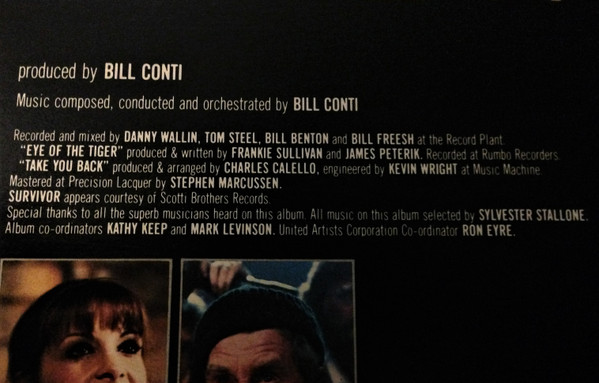 produced by BILL CONTI
Music composed, conducted and orchestrated by BILL CONTI
Recorded and mixed by DANNY WALLIN, TOM STEEL, BILL BENTON and BILL FREESH at the Record Plant.
"EYE OF THE TIGER" produced & written by FRANKIE SULLIVAN and JAMES PETERIK. Recorded at Rumbo Recorders.
"TAKE YOU BACK" produced & arranged by CHARLES CALELLO, engineered by KEVIN WRIGHT at Music Machine.
Mastered at Precision Lacquer by STEPHEN MARCUSSEN.
SURVIVOR appears courtesy of Scotti Brothers Records.
Special thanks to all the superb musicians heard on this album. All music on this album selected by SYLVESTER STALLONE.
Album co-ordinators KATHY KEEP and MARK LEVINSON. United Artists Corporation Co-ordinator RON EYRE.